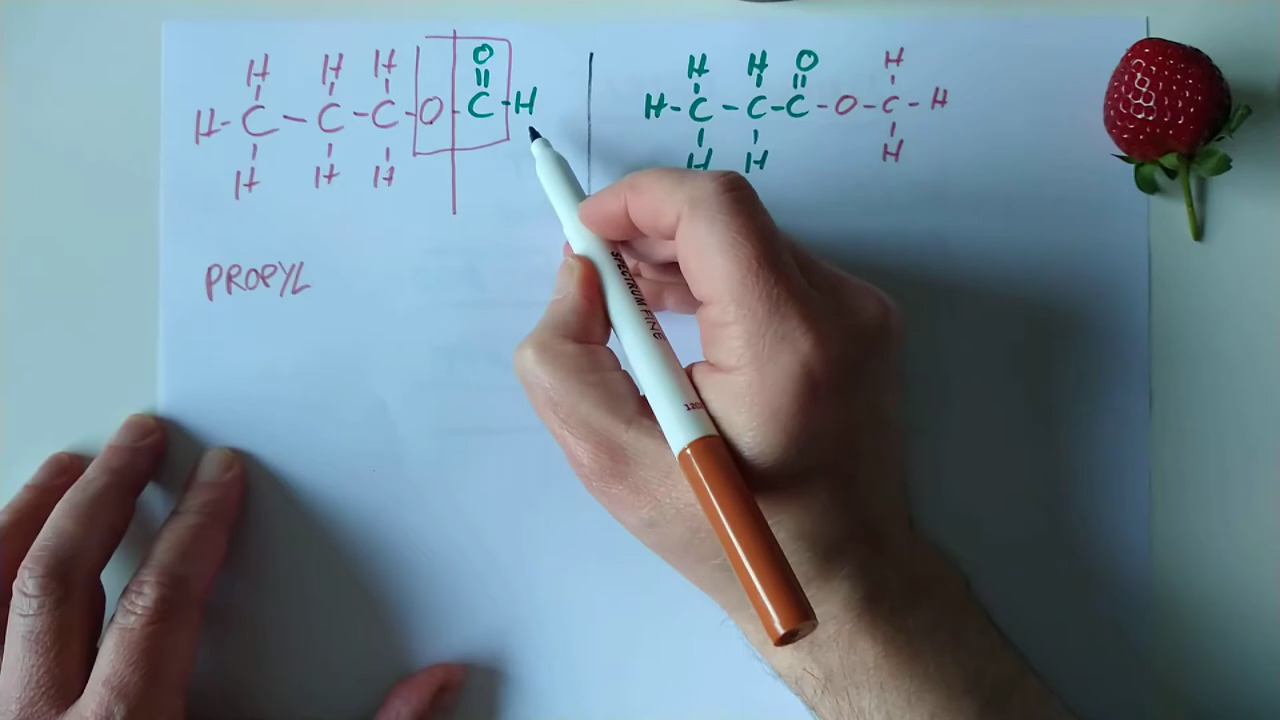 H H H O
H-C-C-C-O-C-H
H H H
H H O H
H-C-C-C-O-C-H
H H H
PROPYL
SPECTRUM FINE